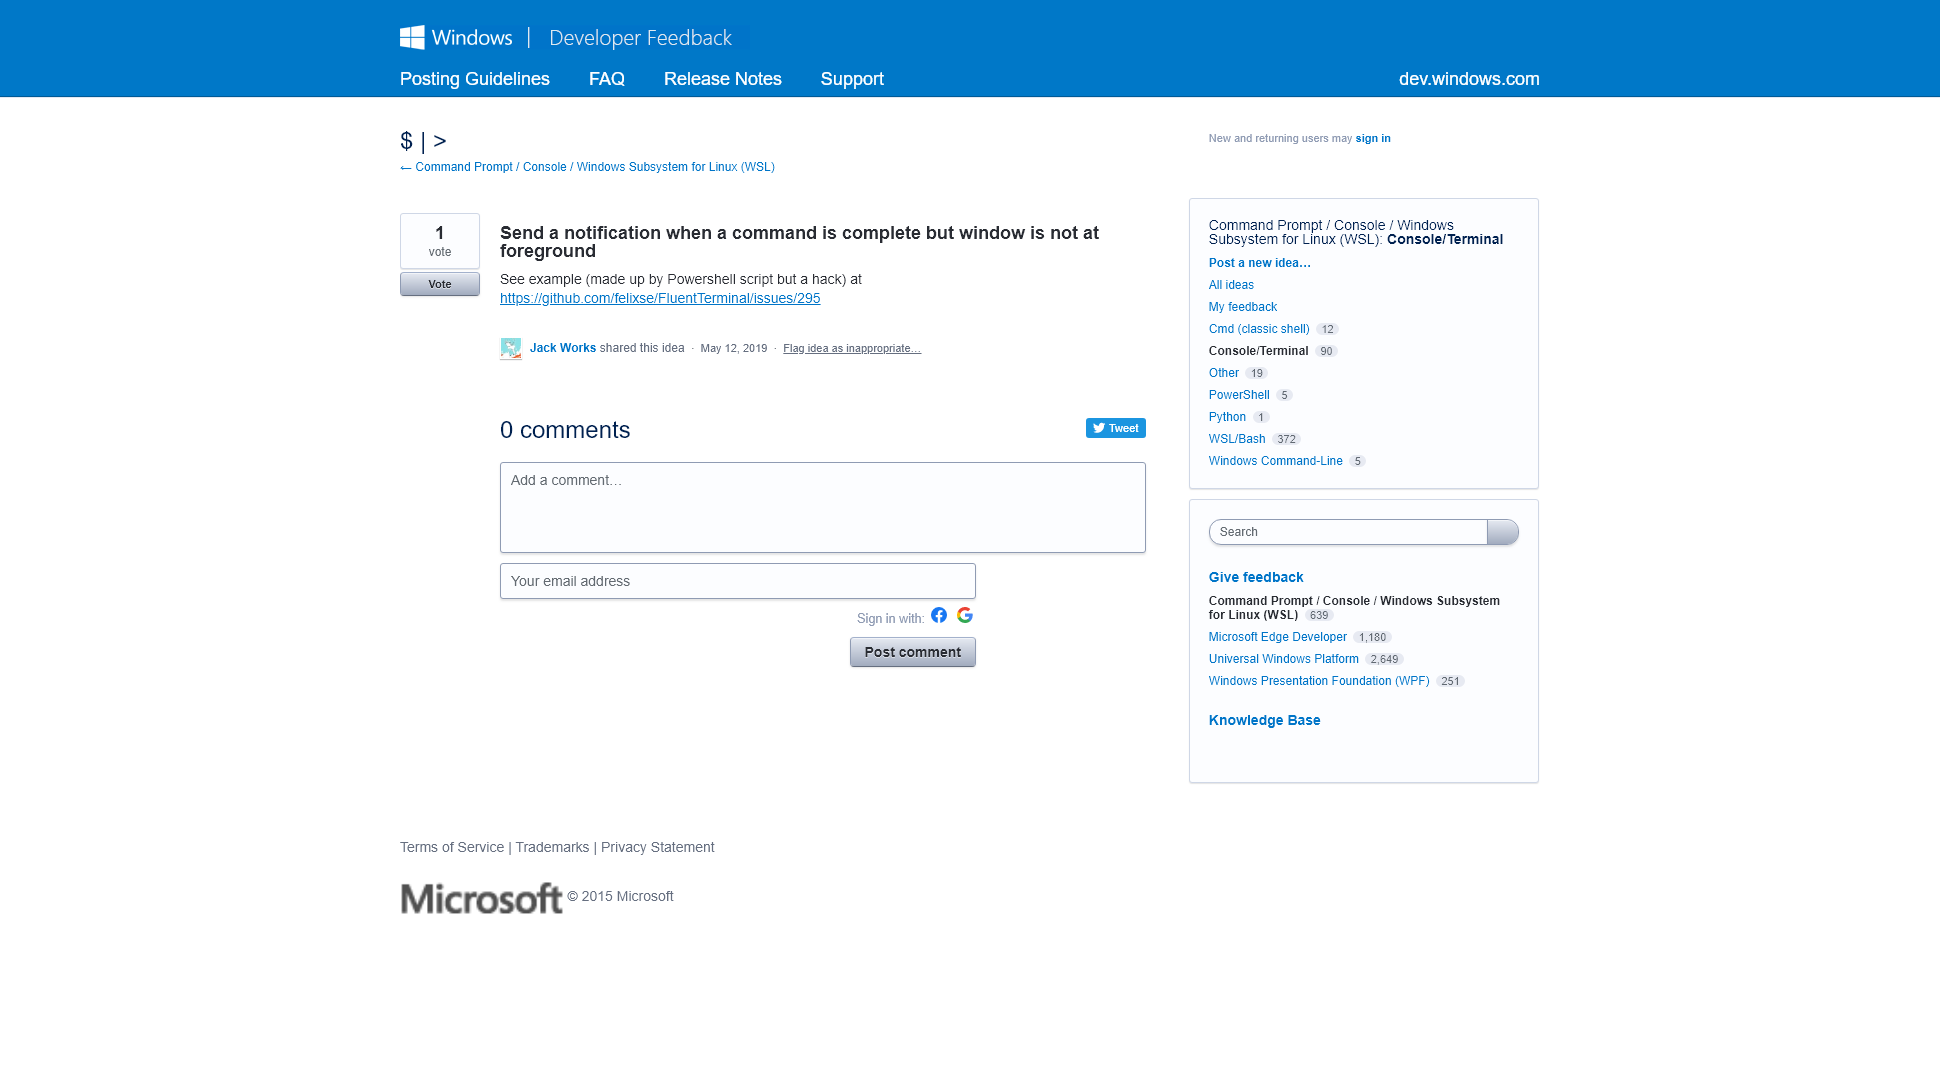 Windows | Developer Feedback
Posting Guidelines FAQ Release Notes Support dev.windows.com
$ | >
← Command Prompt / Console / Windows Subsystem for Linux (WSL)
New and returning users may sign in
1
vote
Vote
Send a notification when a command is complete but window is not at
foreground
See example (made up by Powershell script but a hack) at
https://github.com/felixse/FluentTerminal/issues/295
Jack Works shared this idea · May 12, 2019 · Flag idea as inappropriate…
0 comments
Tweet
Add a comment…
Your email address
Sign in with:
Post comment
Command Prompt / Console / Windows
Subsystem for Linux (WSL): Console/Terminal
Post a new idea…
All ideas
My feedback
Cmd (classic shell) 12
Console/Terminal 90
Other 19
PowerShell 5
Python 1
WSL/Bash 372
Windows Command-Line 5
Search
Give feedback
Command Prompt / Console / Windows Subsystem
for Linux (WSL) 639
Microsoft Edge Developer 1,180
Universal Windows Platform 2,649
Windows Presentation Foundation (WPF) 251
Knowledge Base
Terms of Service | Trademarks | Privacy Statement
Microsoft © 2015 Microsoft